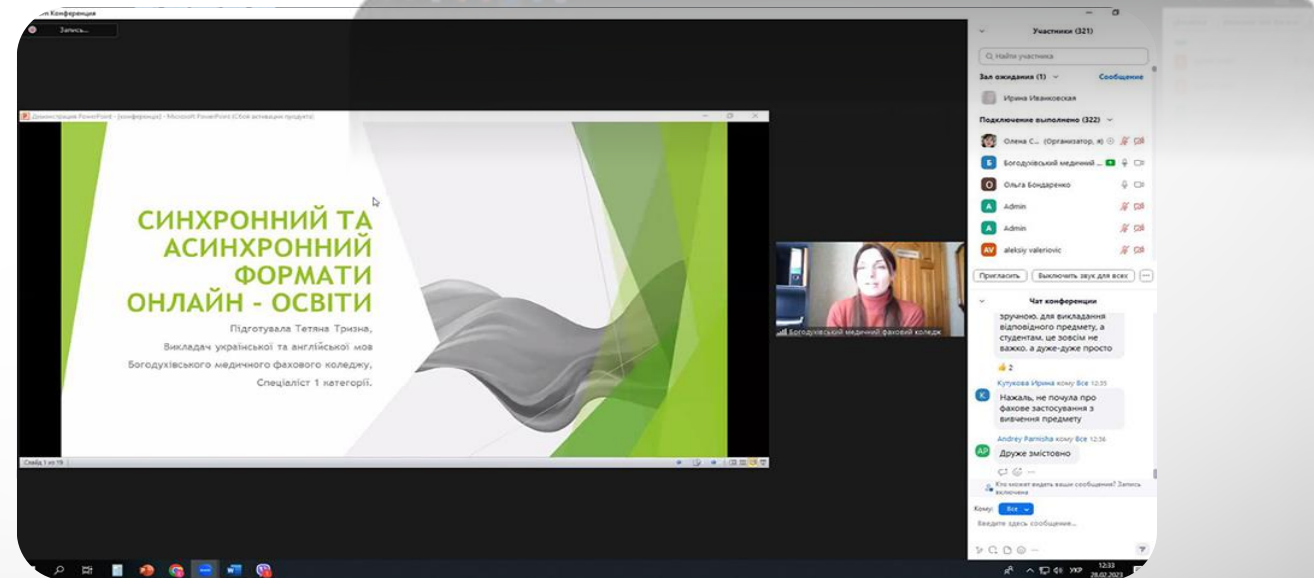 Конференция
Запись...
Демонстрация PowerPoint - [конференція] - Microsoft PowerPoint (Сбой активации продукта)
СИНХРОННИЙ ТА
АСИНХРОННИЙ
ФОРМАТИ
ОНЛАЙН - ОСВІТИ
Підготувала Тетяна Тризна,
Викладач української та англійської мов
Богодухівського медичного фахового коледжу,
Спеціаліст 1 категорії.
Слайд 1 из 19
Богодухівський медичний фаховий коледж
Участники (321)
Найти участника
Зал ожидания (1)
Сообщение
Ирина Иванковская
Подключение выполнено (322)
Олена С... (Организатор, я)
Б Богодухівський медичний ...
О Ольга Бондаренко
A Admin
A Admin
AV aleksiy valeriovic
Пригласить
Выключить звук для всех
Чат конференции
зручною. для викладання
відповідного предмету, а
студентам. це зовсім не
важко. а дуже-дуже просто
2
Кутукова Ирина кому Все 12:35
К
Нажаль, не почула про
фахове застосування з
вивчення предмету
Andrey Pamisha кому Все 12:36
AP
Друже змістовно
Кто может видеть ваши сообщения? Запись
включена
Кому: Все
Введите здесь сообщение...
УКР
12:33
28.02.2023